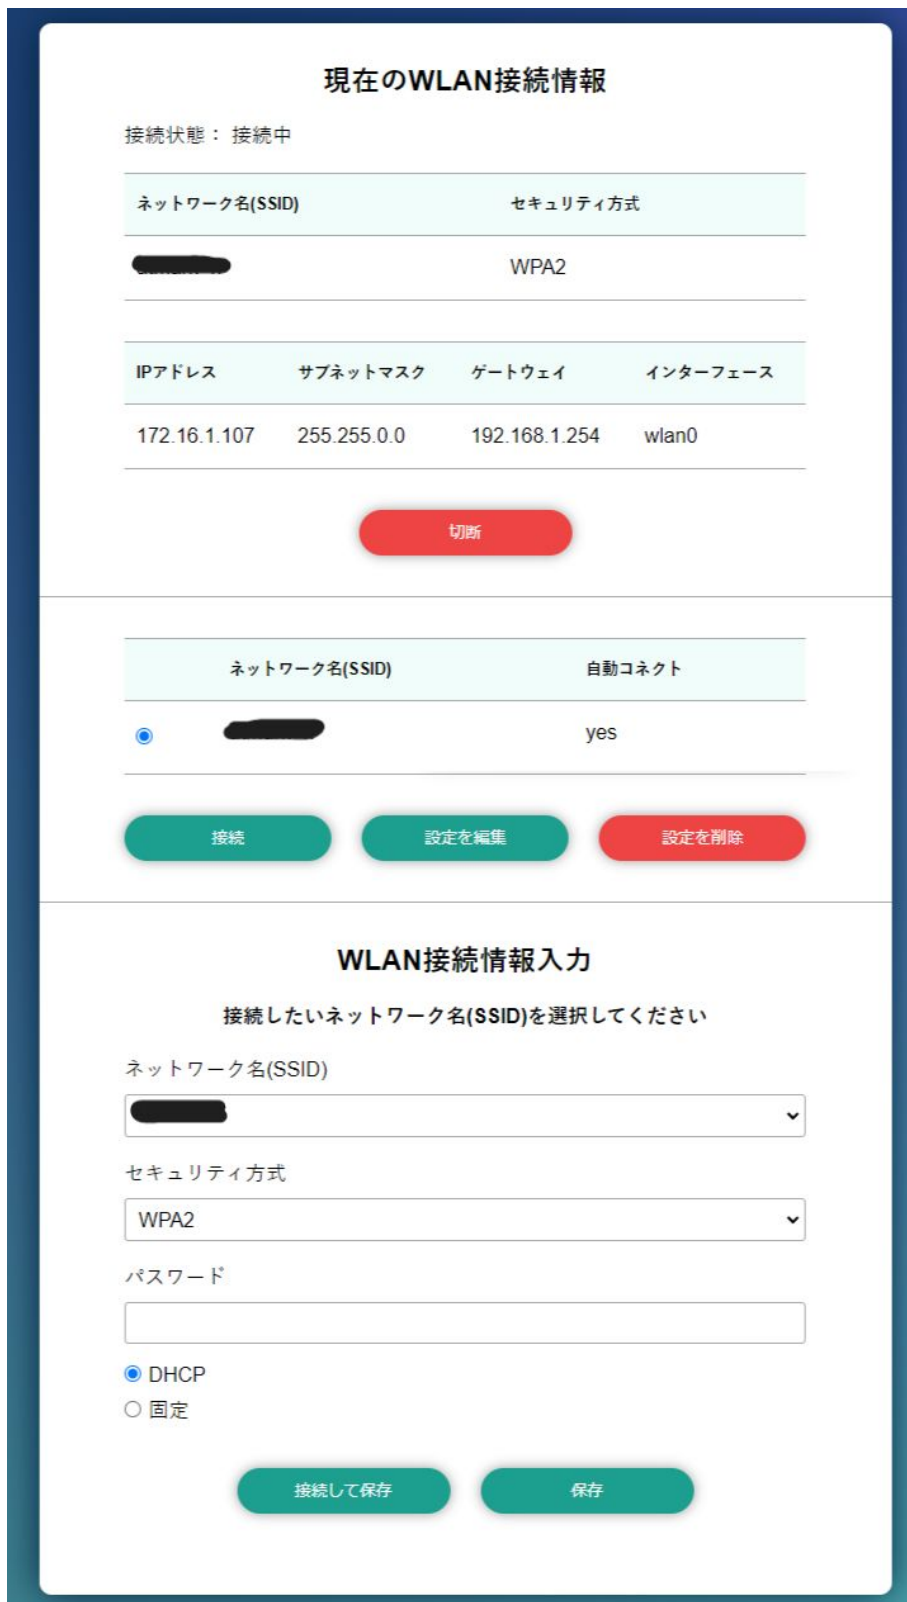 現在のWLAN接続情報
接続状態： 接続中
ネットワーク名(SSID) セキュリティ方式
WPA2
IPアドレス サブネットマスク ゲートウェイ インターフェース
172.16.1.107 255.255.0.0 192.168.1.254 wlan0
切断
ネットワーク名(SSID) 自動コネクト
yes
接続 設定を編集 設定を削除
WLAN接続情報入力
接続したいネットワーク名(SSID)を選択してください
ネットワーク名(SSID)
セキュリティ方式
WPA2
パスワード
DHCP
固定
接続して保存 保存